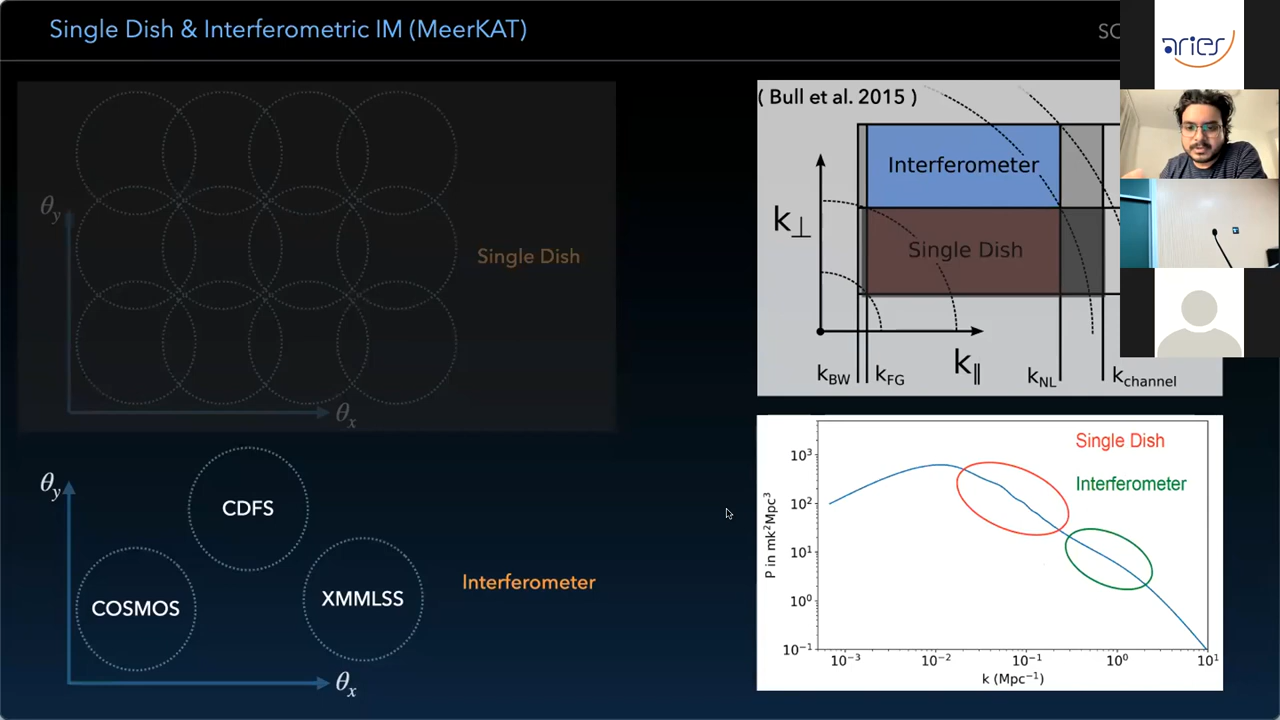 Single Dish & Interferometric IM (MeerKAT)
SC
aries
θy
Single Dish
θx
θy
CDFS
COSMOS
XMMLSS
Interferometer
θx
( Bull et al. 2015 )
Interferometer
k⊥
Single Dish
k∥
kBW
kFG
kNL
kchannel
Single Dish
Interferometer
P in mk²Mpc³
10³
10²
10¹
10⁰
10⁻¹
10⁻³ 10⁻² 10⁻¹ 10⁰ 10¹
k (Mpc⁻¹)